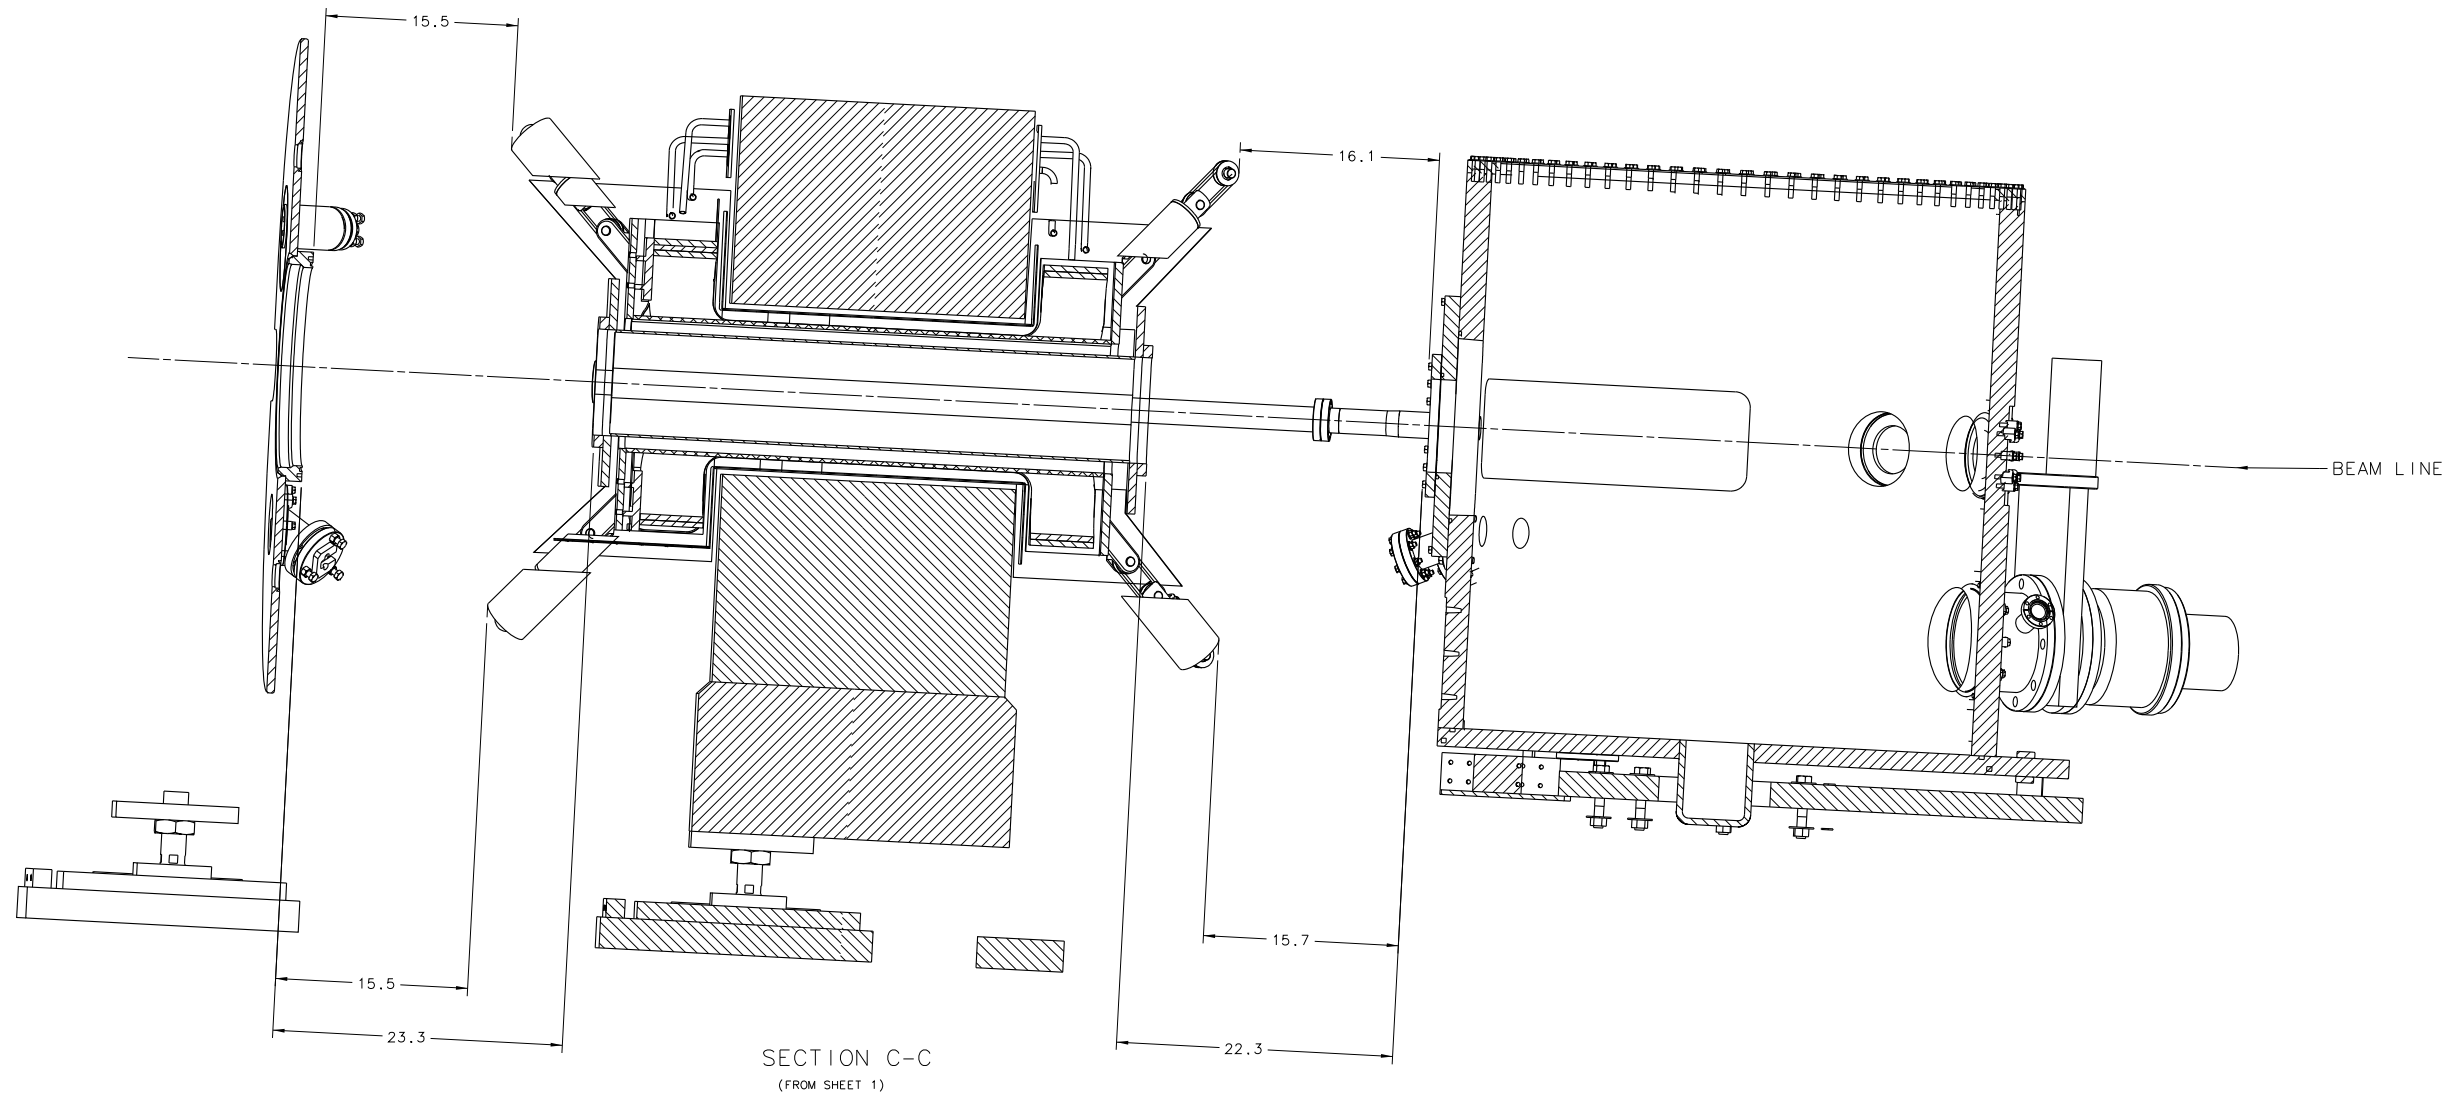 15.5
16.1
BEAM LINE
15.7
15.5
23.3
22.3
SECTION C-C
(FROM SHEET 1)